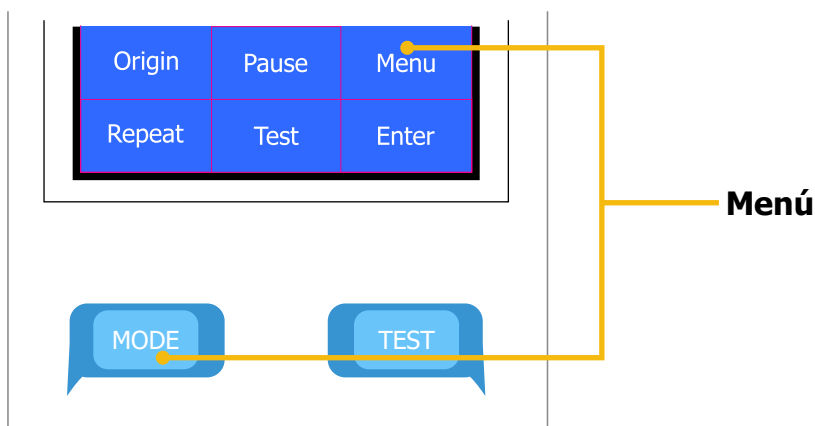 Origin Pause Menu
Repeat Test Enter
Menú
MODE TEST